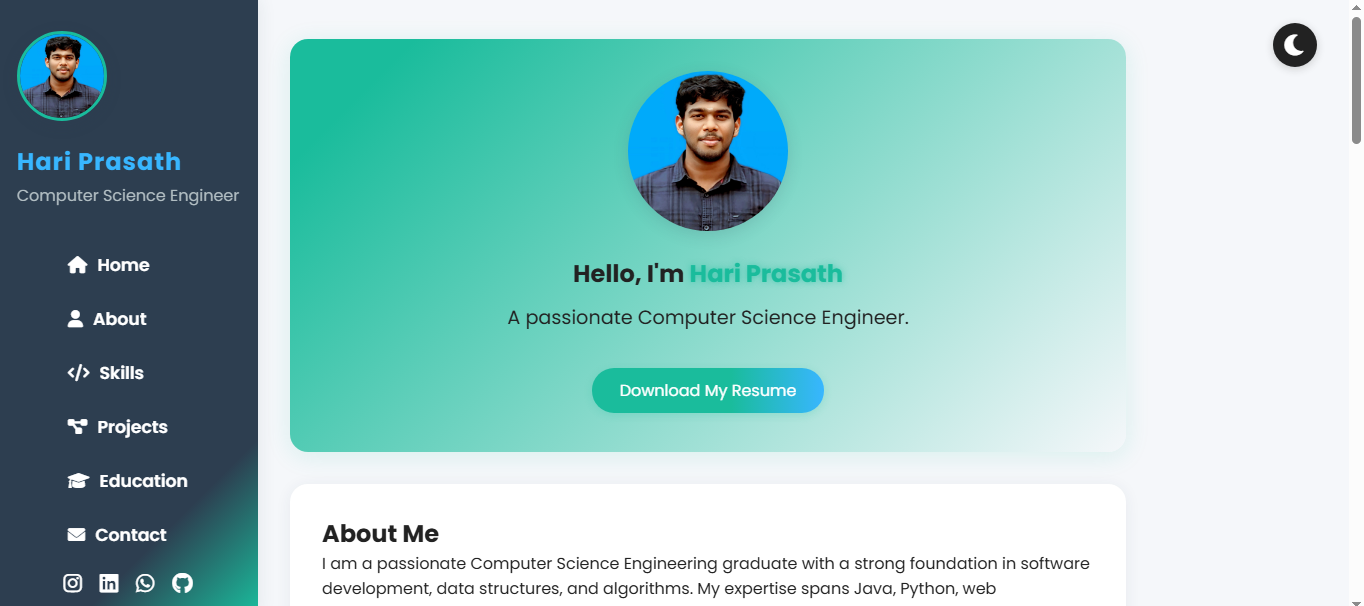 Hari Prasath
Computer Science Engineer
Home
About
Skills
Projects
Education
Contact
Hello, I'm Hari Prasath
A passionate Computer Science Engineer.
Download My Resume
About Me
I am a passionate Computer Science Engineering graduate with a strong foundation in software
development, data structures, and algorithms. My expertise spans Java, Python, web